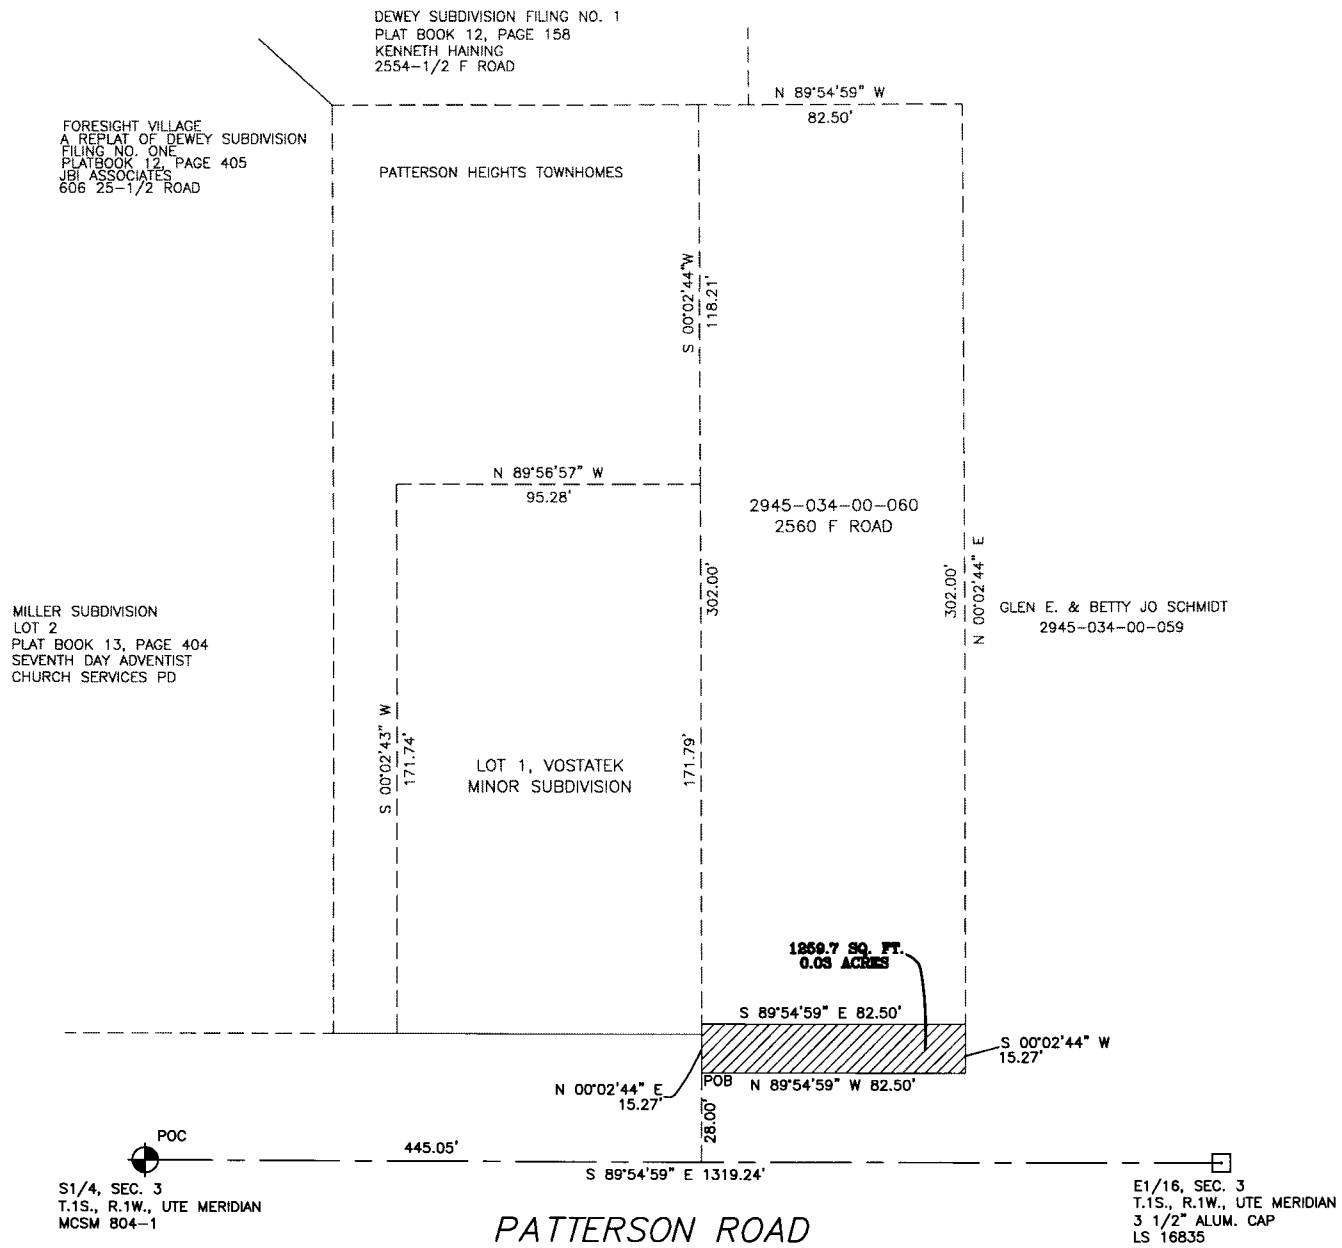 DEWEY SUBDIVISION FILING NO. 1
PLAT BOOK 12, PAGE 158
KENNETH HAINING
2554-1/2 F ROAD
N 89°54'59" W
82.50'
FORESIGHT VILLAGE
A REPLAT OF DEWEY SUBDIVISION
FILING NO. ONE
PLATBOOK 12, PAGE 405
JBI ASSOCIATES
606 25-1/2 ROAD
PATTERSON HEIGHTS TOWNHOMES
S 00°02'44"W
118.21'
N 89°56'57" W
95.28'
2945-034-00-060
2560 F ROAD
302.00'
302.00'
N 00°02'44" E
GLEN E. & BETTY JO SCHMIDT
2945-034-00-059
MILLER SUBDIVISION
LOT 2
PLAT BOOK 13, PAGE 404
SEVENTH DAY ADVENTIST
CHURCH SERVICES PD
S 00°02'43" W
171.74'
LOT 1, VOSTATEK
MINOR SUBDIVISION
171.79'
1259.7 SQ. FT.
0.03 ACRES
S 89°54'59" E 82.50'
S 00°02'44" W
15.27'
N 00°02'44" E
15.27'
POB
N 89°54'59" W 82.50'
28.00'
POC
445.05'
S 89°54'59" E 1319.24'
S1/4, SEC. 3
T.1S., R.1W., UTE MERIDIAN
MCSM 804-1
E1/16, SEC. 3
T.1S., R.1W., UTE MERIDIAN
3 1/2" ALUM. CAP
LS 16835
PATTERSON ROAD